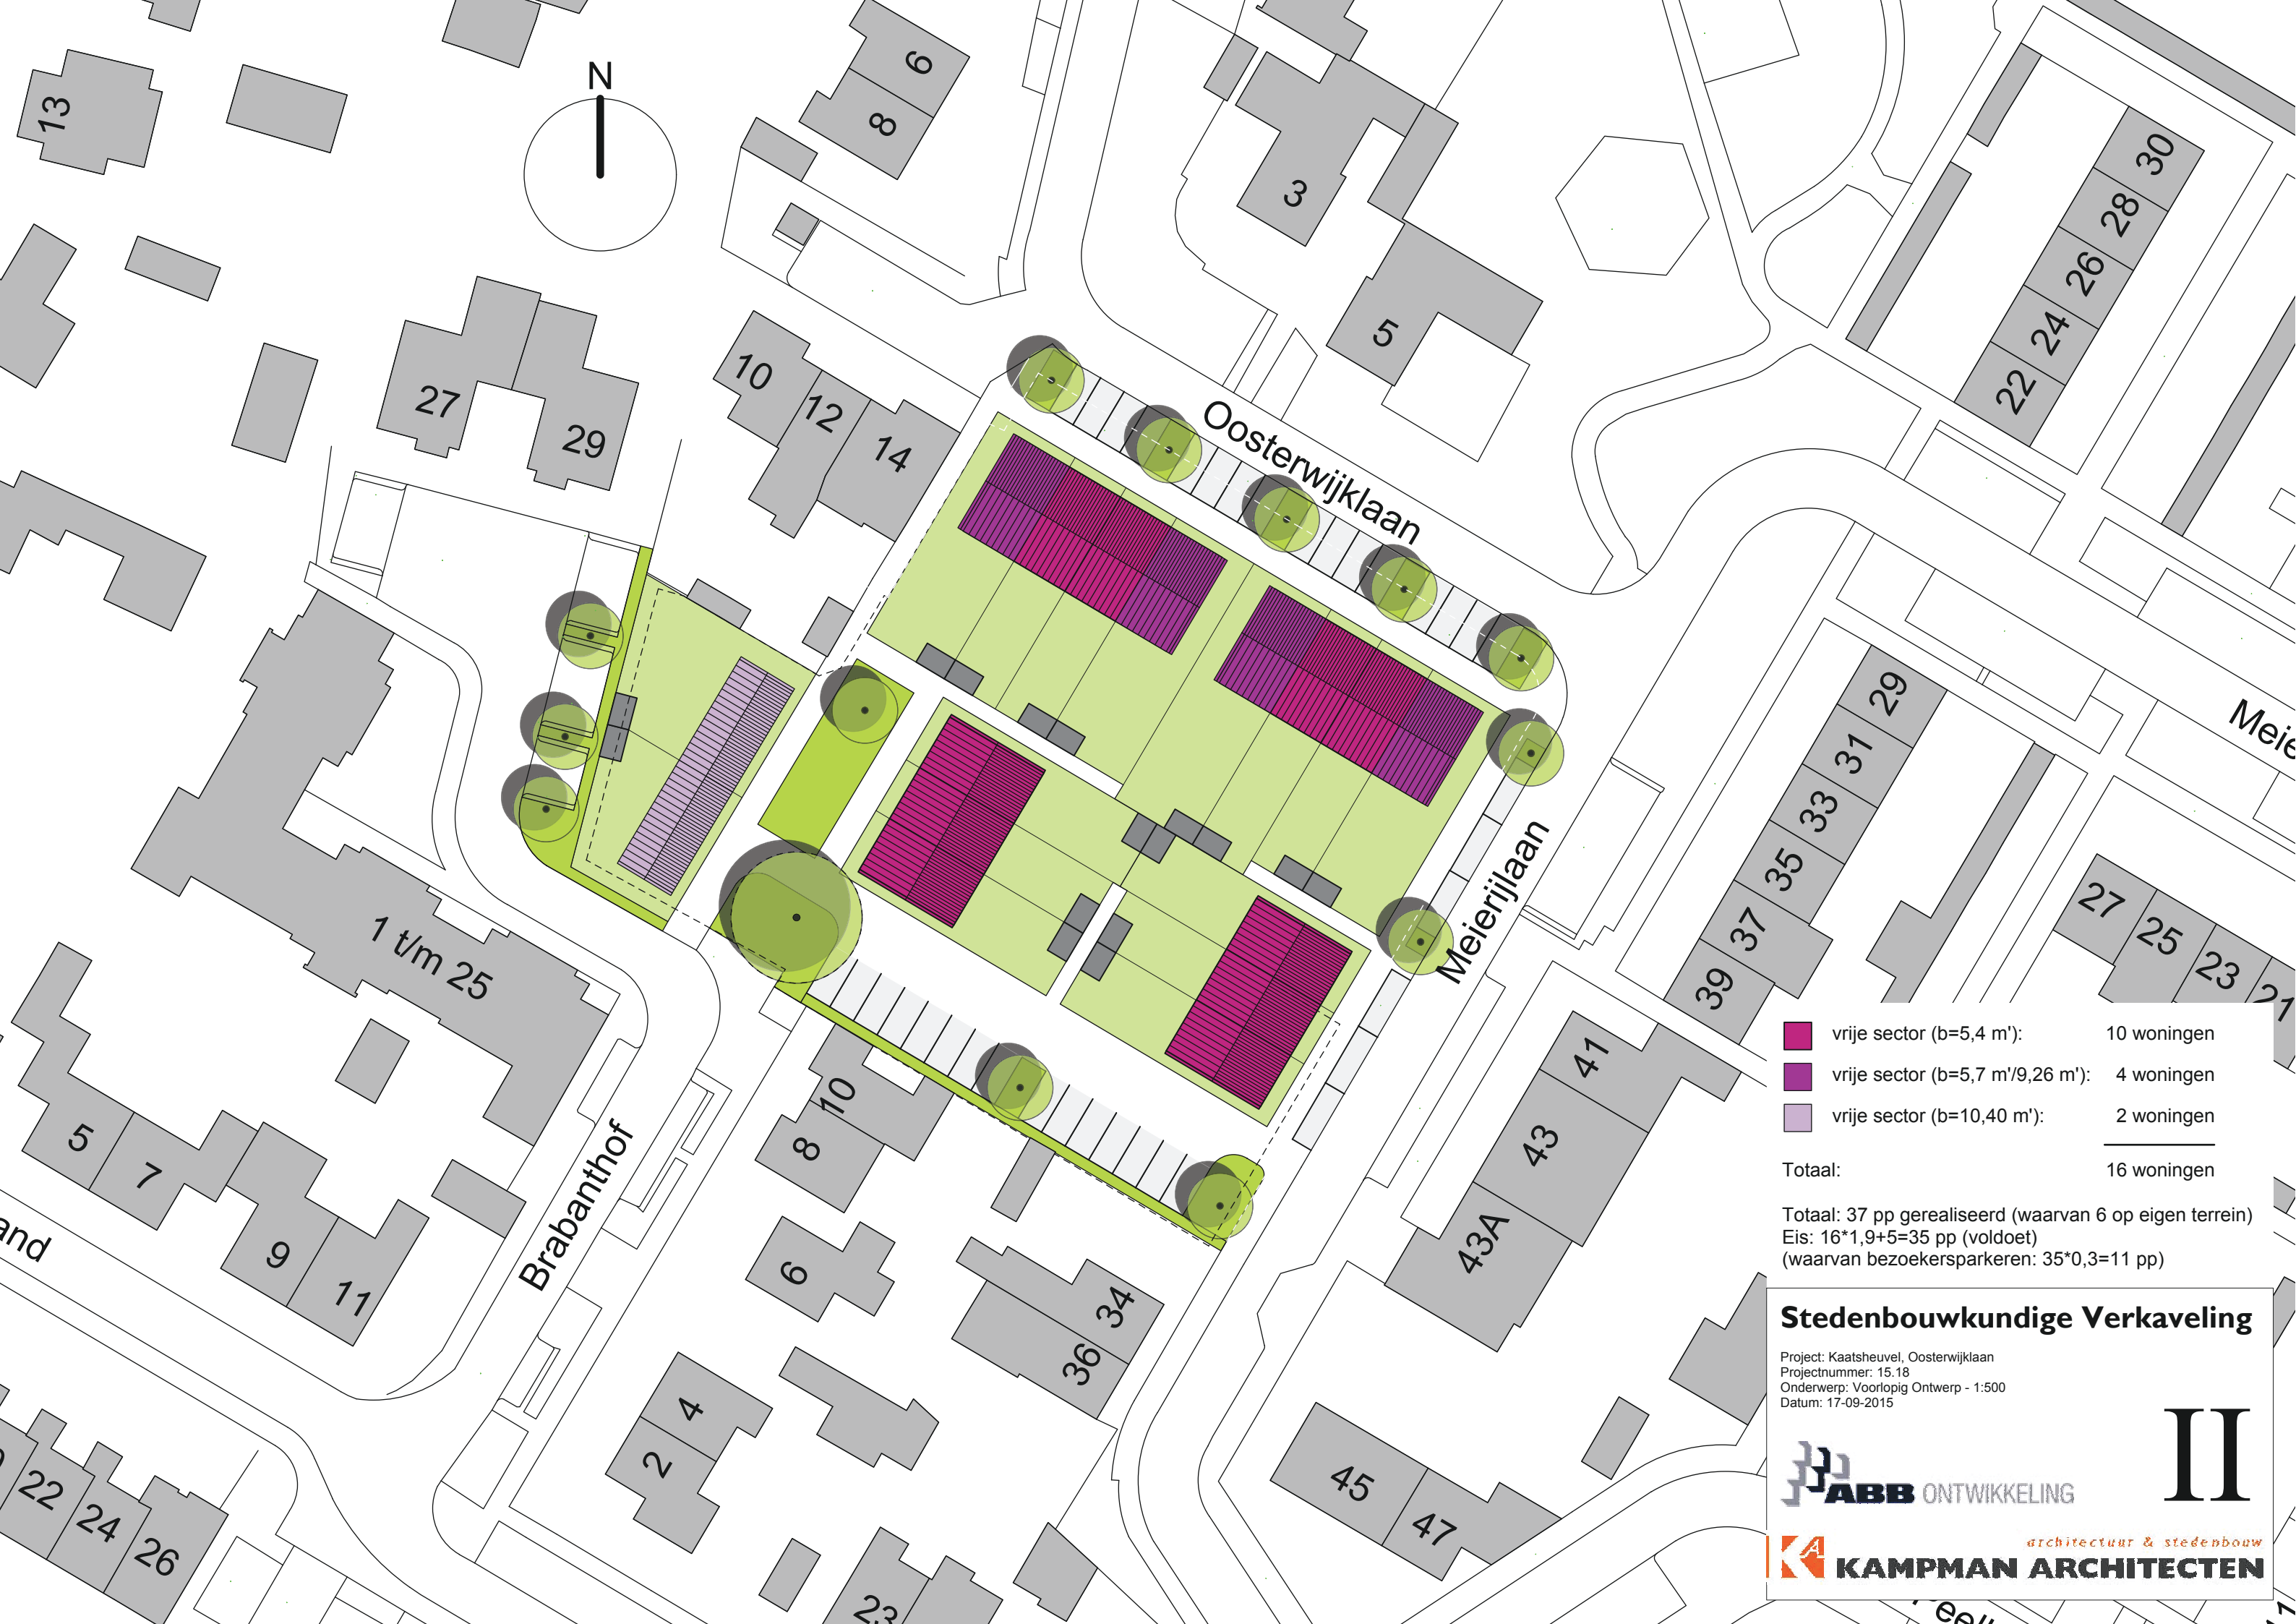 N
13
6
8
3
5
30
28
26
24
22
27
29
10
12
14
Oosterwijklaan
Meierijlaan
29
31
33
35
37
39
27
25
23
21
1 t/m 25
41
43
43A
5
7
9
11
Brabanthof
10
8
6
34
36
4
2
45
47
22
24
26
23
vrije sector (b=5,4 m'): 10 woningen
vrije sector (b=5,7 m'/9,26 m'): 4 woningen
vrije sector (b=10,40 m'): 2 woningen
Totaal: 16 woningen
Totaal: 37 pp gerealiseerd (waarvan 6 op eigen terrein)
Eis: 16*1,9+5=35 pp (voldoet)
(waarvan bezoekersparkeren: 35*0,3=11 pp)
Stedenbouwkundige Verkaveling
Project: Kaatsheuvel, Oosterwijklaan
Projectnummer: 15.18
Onderwerp: Voorlopig Ontwerp - 1:500
Datum: 17-09-2015
II
ABB ONTWIKKELING
architectuur & stedenbouw
KA KAMPMAN ARCHITECTEN